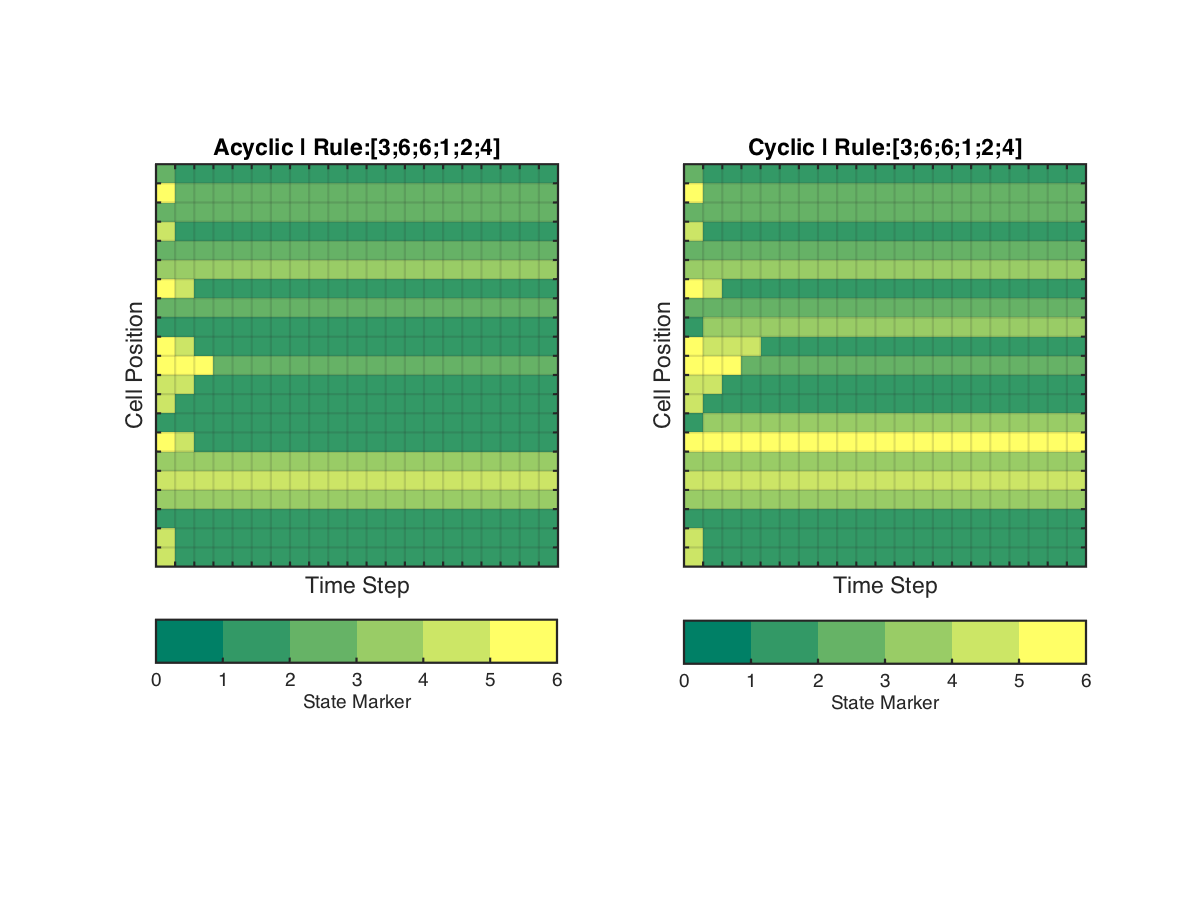 Acyclic | Rule:[3;6;6;1;2;4]
Cell Position
Time Step
0 1 2 3 4 5 6
State Marker
Cyclic | Rule:[3;6;6;1;2;4]
Cell Position
Time Step
0 1 2 3 4 5 6
State Marker